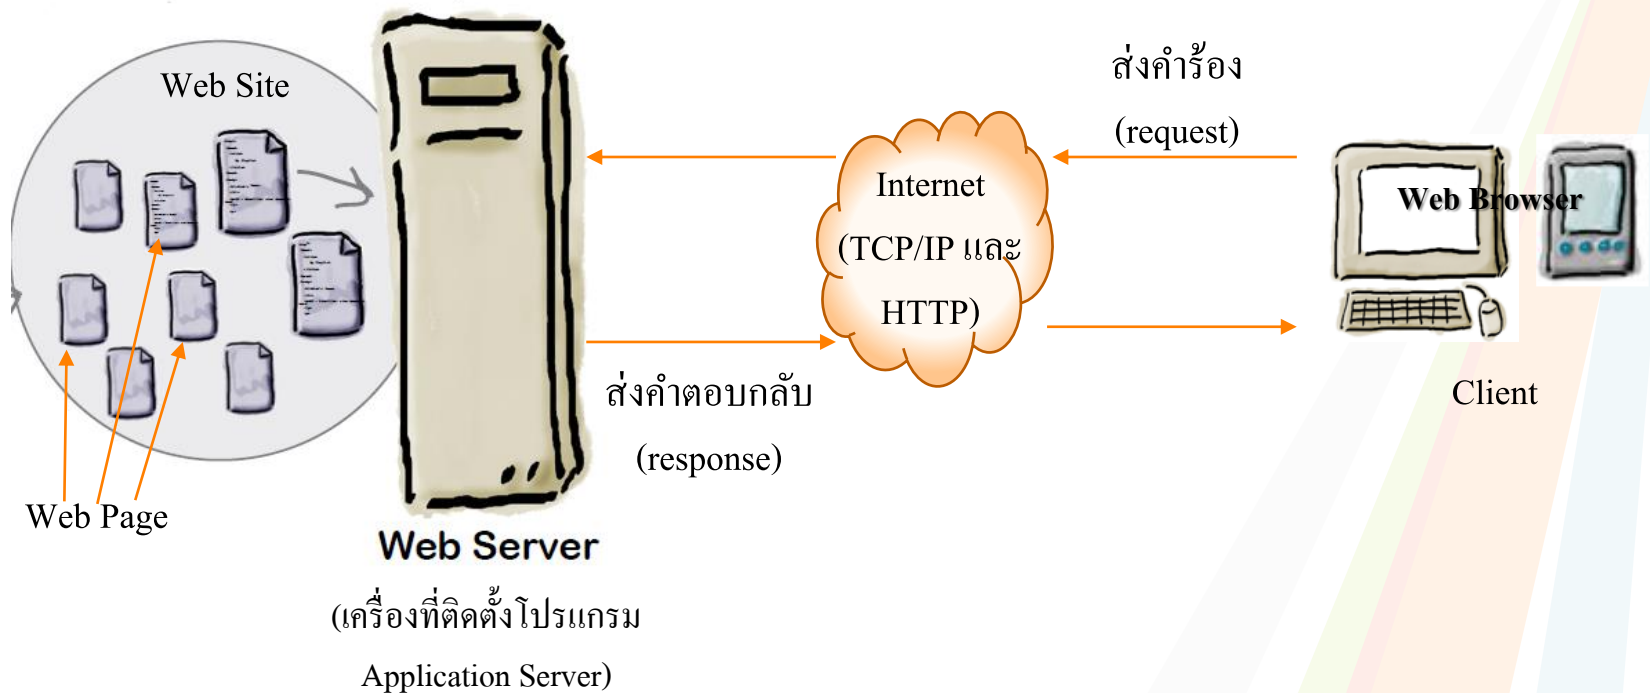 Web Site
Web Page
Web Server
(เครื่องที่ติดตั้งโปรแกรม
Application Server)
ส่งคำตอบกลับ
(response)
Internet
(TCP/IP และ
HTTP)
ส่งคำร้อง
(request)
Web Browser
Client